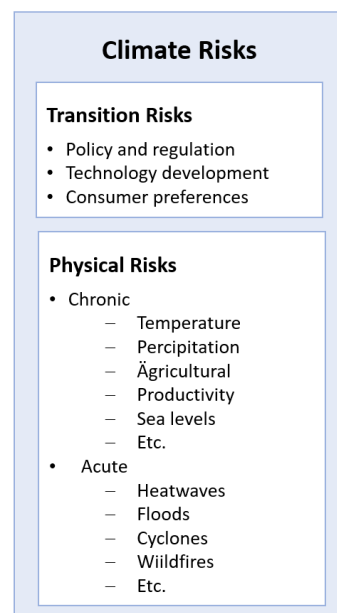 Climate Risks
Transition Risks
• Policy and regulation
• Technology development
• Consumer preferences
Physical Risks
• Chronic
– Temperature
– Percipitation
– Ägricultural
– Productivity
– Sea levels
– Etc.
• Acute
– Heatwaves
– Floods
– Cyclones
– Wiildfires
– Etc.